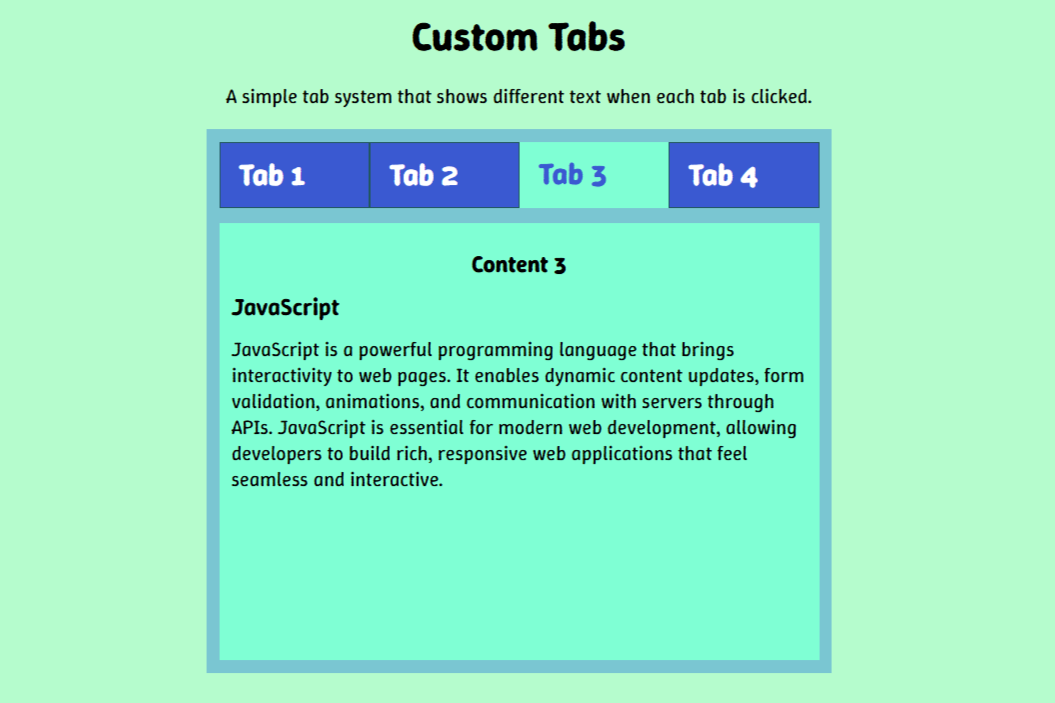 Custom Tabs
A simple tab system that shows different text when each tab is clicked.
Tab 1 Tab 2 Tab 3 Tab 4
Content 3
JavaScript
JavaScript is a powerful programming language that brings
interactivity to web pages. It enables dynamic content updates, form
validation, animations, and communication with servers through
APIs. JavaScript is essential for modern web development, allowing
developers to build rich, responsive web applications that feel
seamless and interactive.